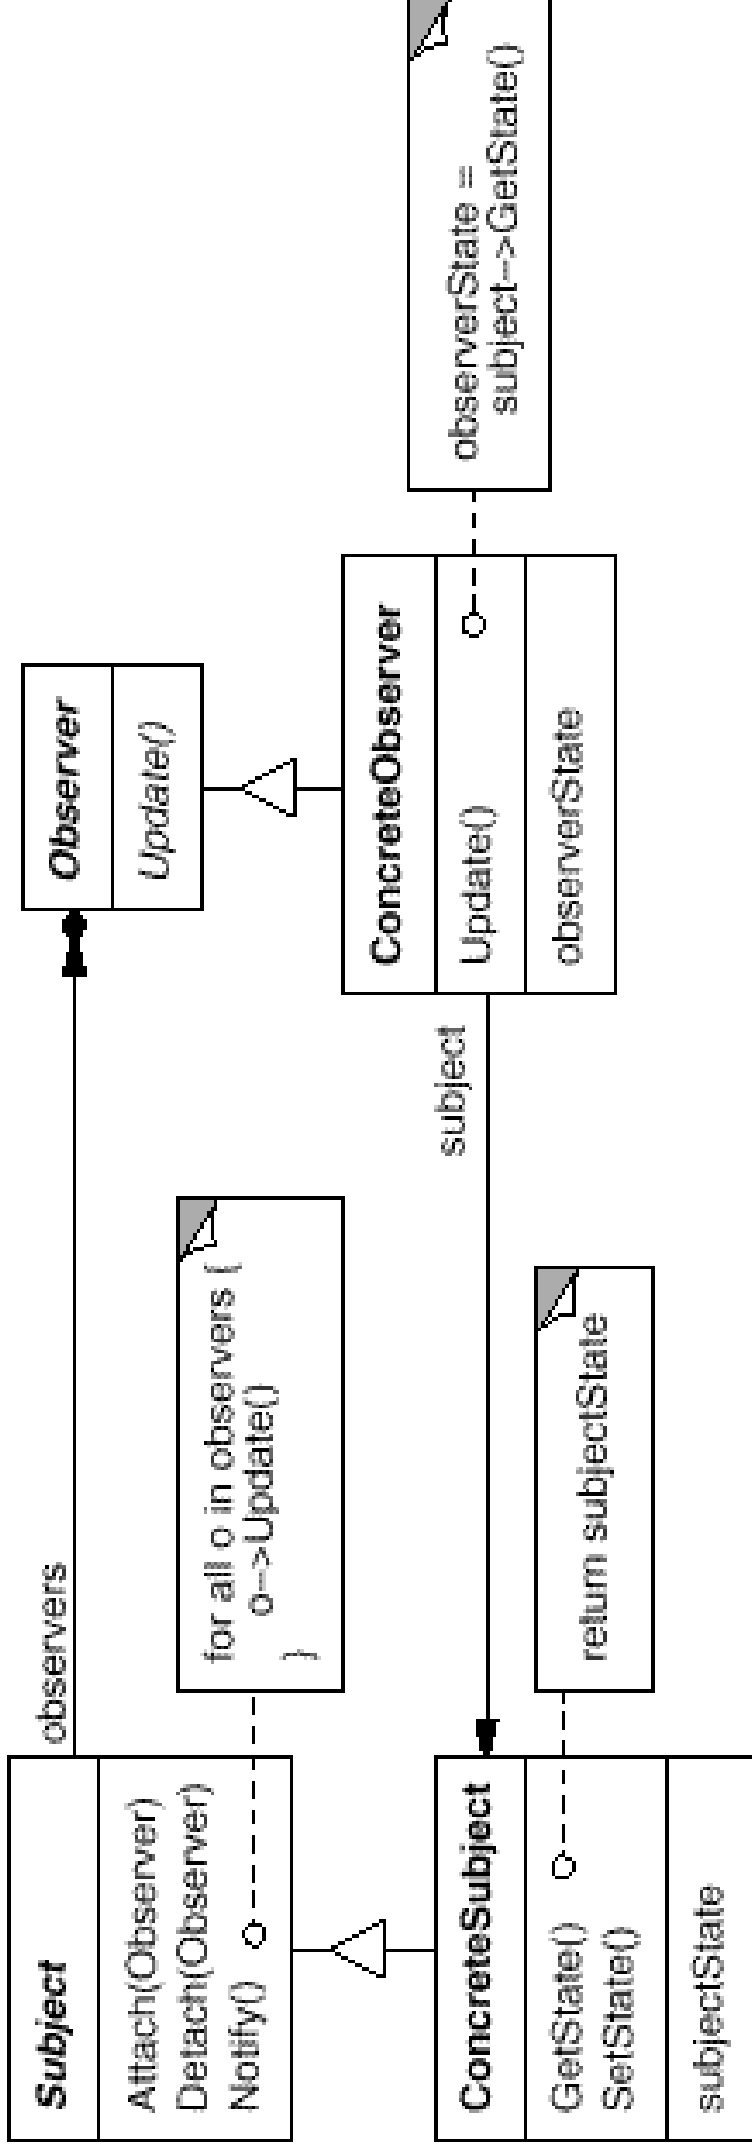 Subject
Attach(Observer)
Detach(Observer)
Notify()
observers
Observer
Update()
for all o in observers {
o–>Update()
}
ConcreteSubject
GetState()
SetState()
subjectState
return subjectState
subject
ConcreteObserver
Update()
observerState
observerState =
subject–>GetState()